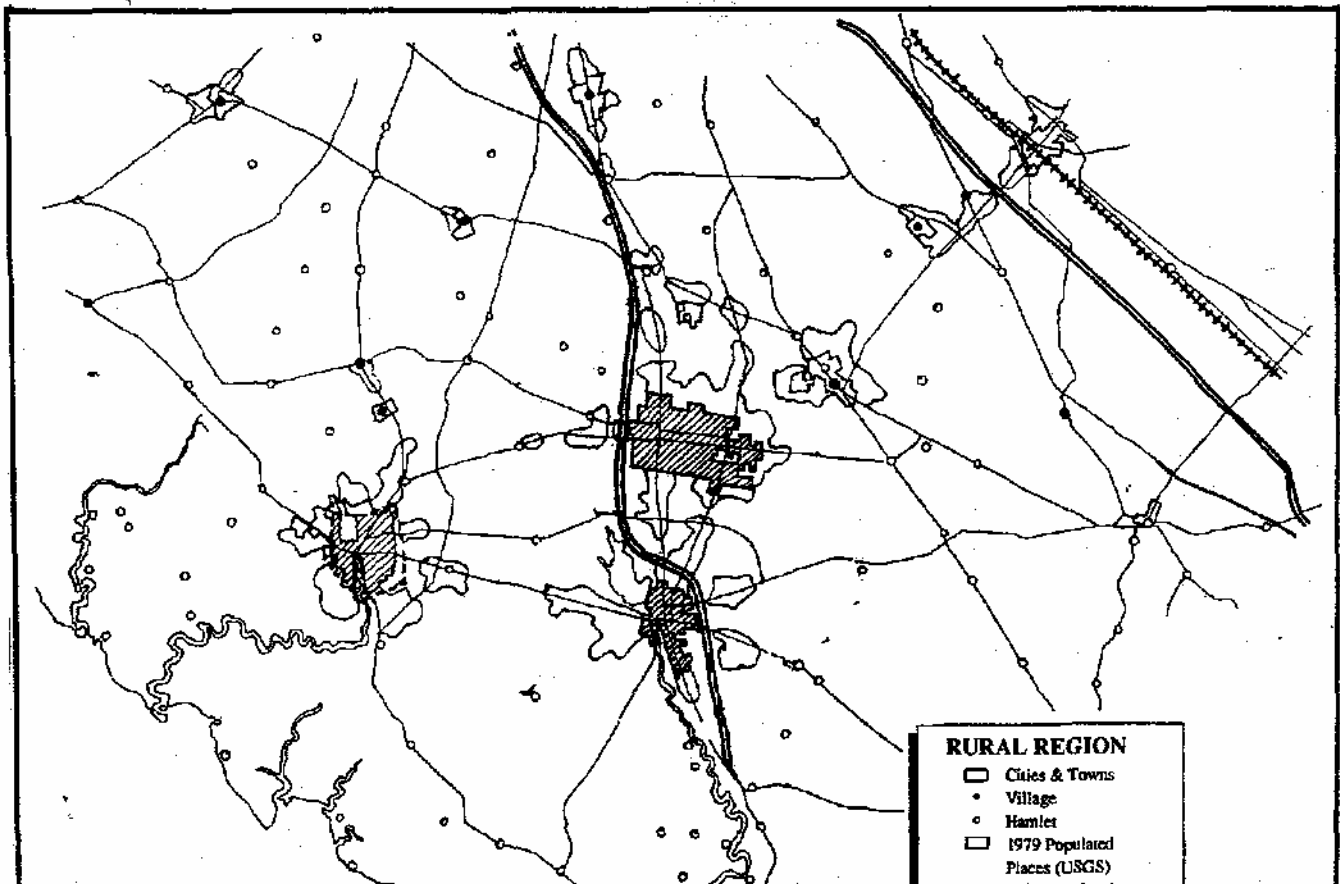 RURAL REGION
Cities & Towns
Village
Hamlet
1979 Populated
Places (USGS)